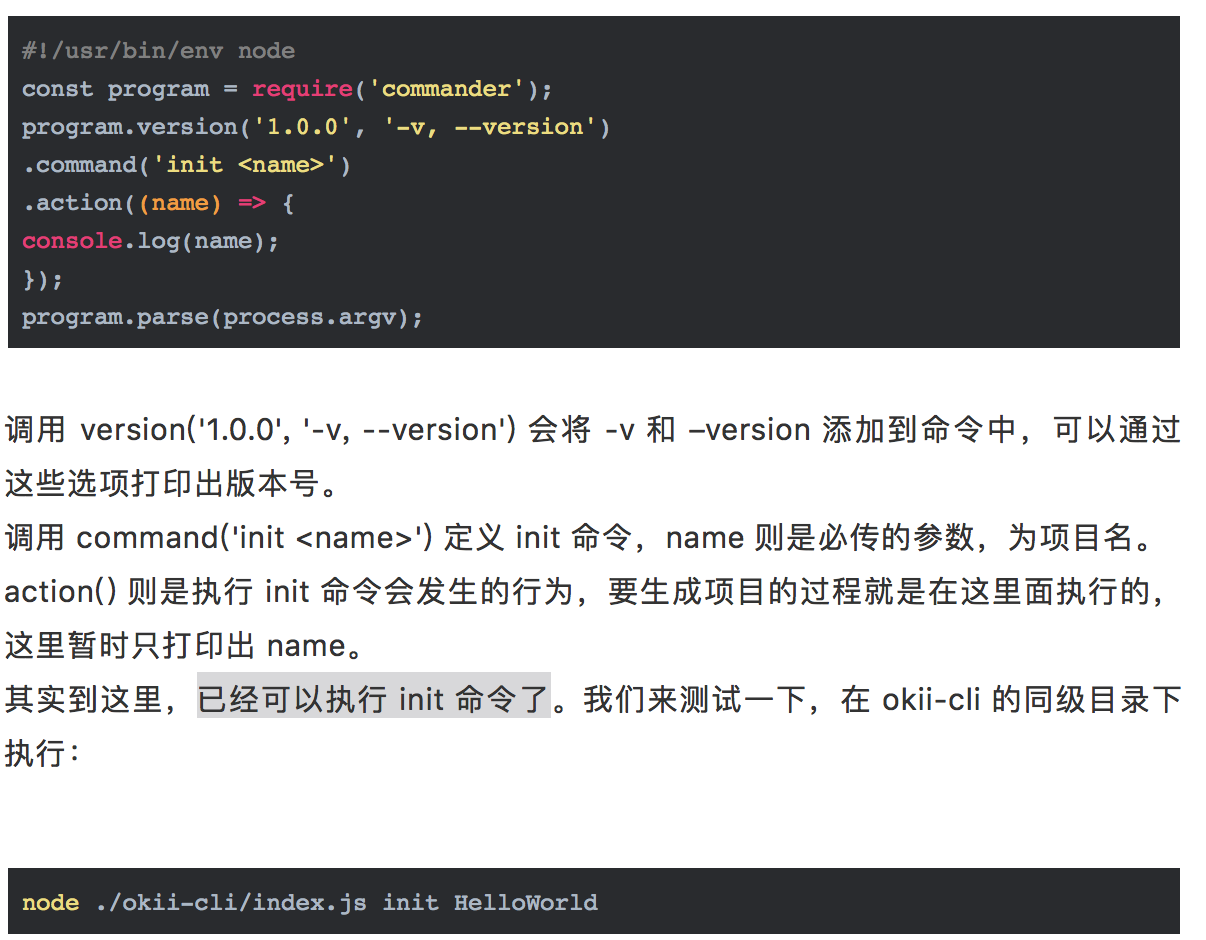 #!/usr/bin/env node
const program = require('commander');
program.version('1.0.0', '-v, --version')
.command('init <name>')
.action((name) => {
console.log(name);
});
program.parse(process.argv);
调用 version('1.0.0', '-v, --version') 会将 -v 和 –version 添加到命令中，可以通过
这些选项打印出版本号。
调用 command('init <name>') 定义 init 命令，name 则是必传的参数，为项目名。
action() 则是执行 init 命令会发生的行为，要生成项目的过程就是在这里面执行的，
这里暂时只打印出 name。
其实到这里，已经可以执行 init 命令了。我们来测试一下，在 okii-cli 的同级目录下
执行：
node ./okii-cli/index.js init HelloWorld